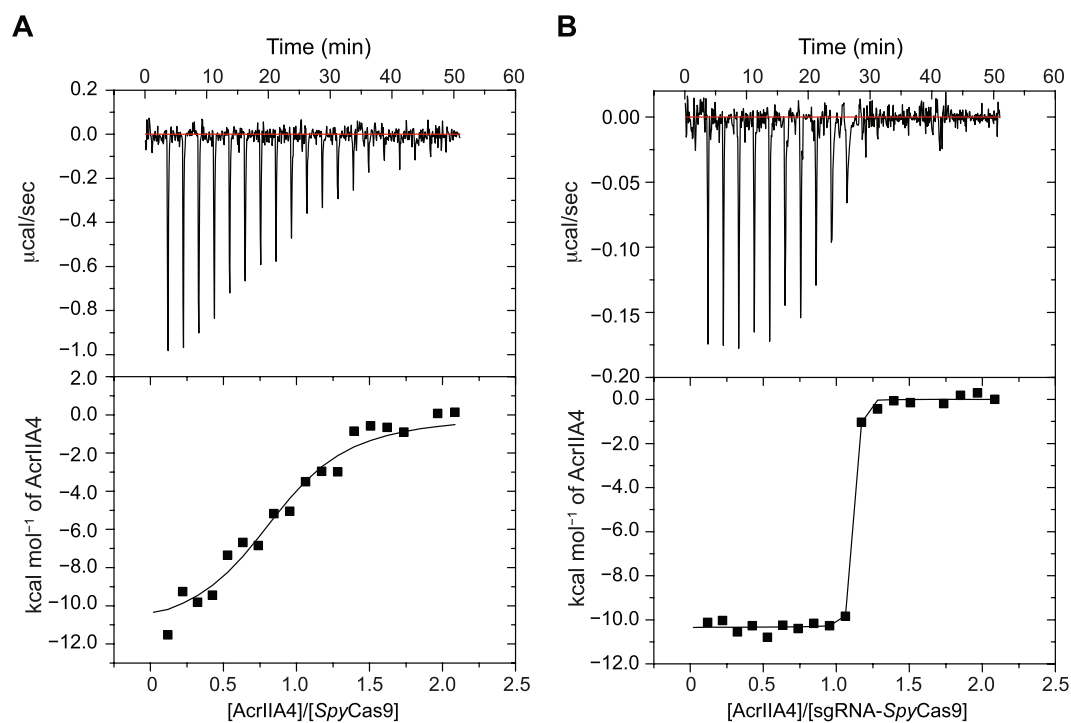 A
Time (min)
0 10 20 30 40 50 60
0.2
0.0
−0.2
−0.4
−0.6
−0.8
−1.0
μcal/sec
2.0
0.0
−2.0
−4.0
−6.0
−8.0
−10.0
−12.0
kcal mol⁻¹ of AcrIIA4
0 0.5 1.0 1.5 2.0 2.5
[AcrIIA4]/[SpyCas9]
B
Time (min)
0 10 20 30 40 50 60
0.00
−0.05
−0.10
−0.15
−0.20
μcal/sec
0.0
−2.0
−4.0
−6.0
−8.0
−10.0
−12.0
kcal mol⁻¹ of AcrIIA4
0 0.5 1.0 1.5 2.0 2.5
[AcrIIA4]/[sgRNA-SpyCas9]